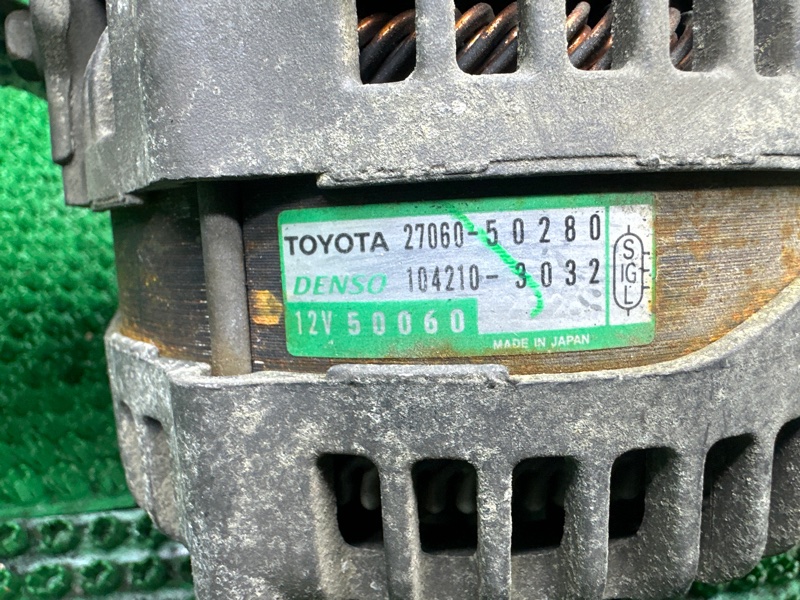 TOYOTA 27060-50280
DENSO 104210-3032
12V 50060
MADE IN JAPAN
S
IG
L